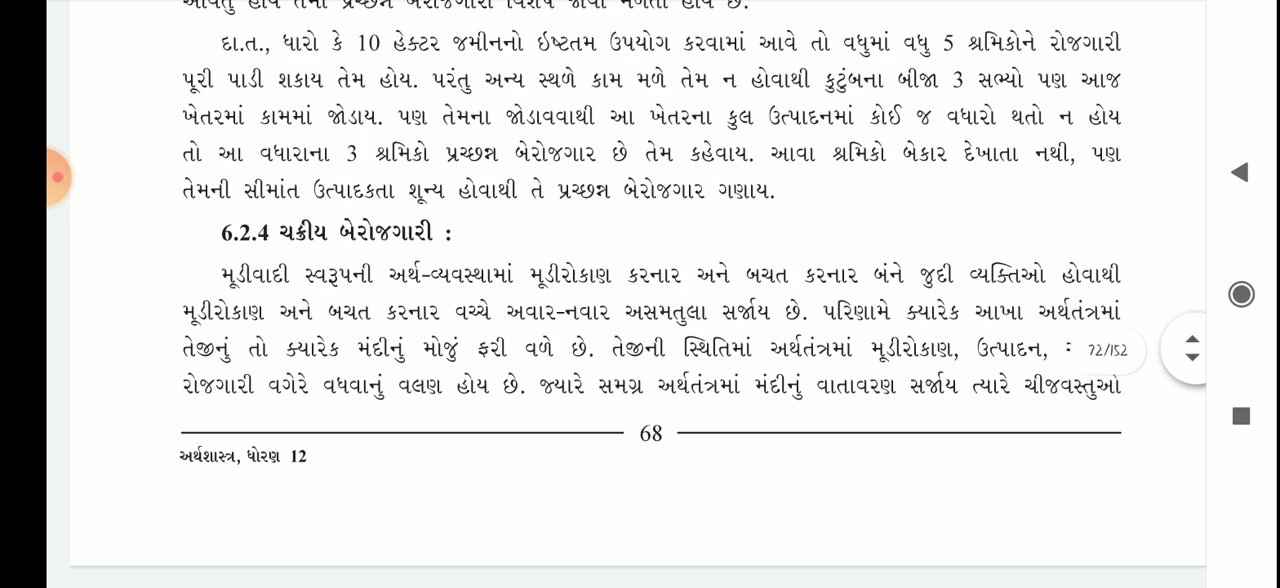 દા.ત., ધારો કે 10 હેક્ટર જમીનનો ઇષ્ટતમ ઉપયોગ કરવામાં આવે તો વધુમાં વધુ 5 શ્રમિકોને રોજગારી
પૂરી પાડી શકાય તેમ હોય. પરંતુ અન્ય સ્થળે કામ મળે તેમ ન હોવાથી કુટુંબના બીજા 3 સભ્યો પણ આજ
ખેતરમાં કામમાં જોડાય. પણ તેમના જોડાવવાથી આ ખેતરના કુલ ઉત્પાદનમાં કોઈ જ વધારો થતો ન હોય
તો આ વધારાના 3 શ્રમિકો પ્રચ્છન્ન બેરોજગાર છે તેમ કહેવાય. આવા શ્રમિકો બેકાર દેખાતા નથી, પણ
તેમની સીમાંત ઉત્પાદકતા શૂન્ય હોવાથી તે પ્રચ્છન્ન બેરોજગાર ગણાય.
6.2.4 ચક્રીય બેરોજગારી :
મૂડીવાદી સ્વરૂપની અર્થ-વ્યવસ્થામાં મૂડીરોકાણ કરનાર અને બચત કરનાર બંને જુદી વ્યક્તિઓ હોવાથી
મૂડીરોકાણ અને બચત કરનાર વચ્ચે અવાર-નવાર અસમતુલા સર્જાય છે. પરિણામે ક્યારેક આખા અર્થતંત્રમાં
તેજીનું તો ક્યારેક મંદીનું મોજું ફરી વળે છે. તેજીની સ્થિતિમાં અર્થતંત્રમાં મૂડીરોકાણ, ઉત્પાદન, 72/152
રોજગારી વગેરે વધવાનું વલણ હોય છે. જ્યારે સમગ્ર અર્થતંત્રમાં મંદીનું વાતાવરણ સર્જાય ત્યારે ચીજવસ્તુઓ
68
અર્થશાસ્ત્ર, ધોરણ 12